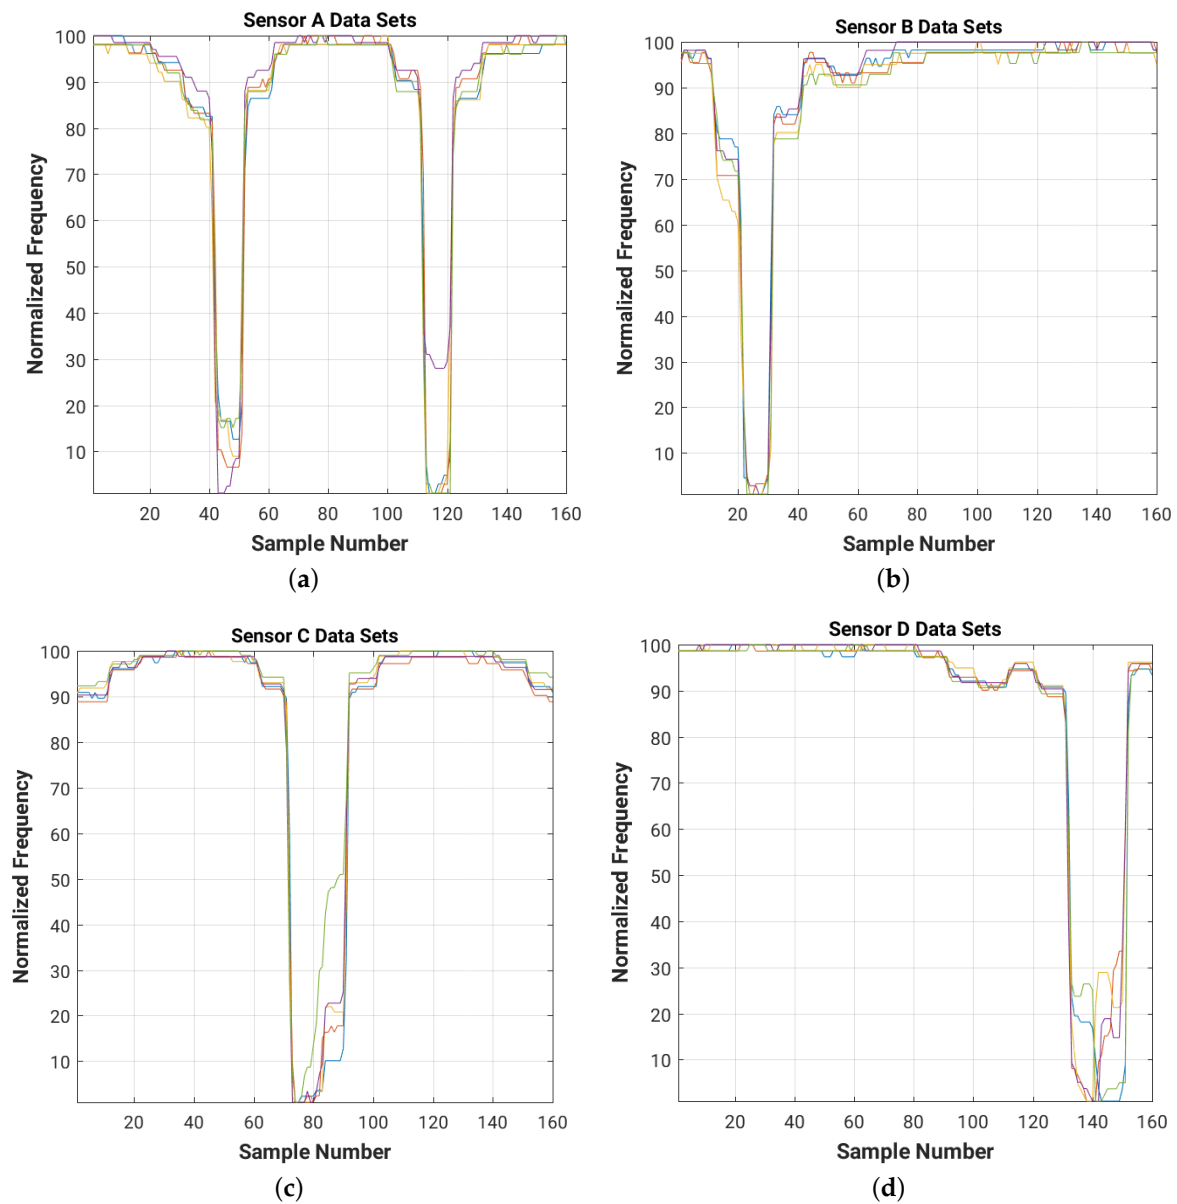 Sensor A Data Sets
100
90
80
70
60
50
40
30
20
10
Normalized Frequency
20 40 60 80 100 120 140 160
Sample Number
(a)
Sensor B Data Sets
100
90
80
70
60
50
40
30
20
10
Normalized Frequency
20 40 60 80 100 120 140 160
Sample Number
(b)
Sensor C Data Sets
100
90
80
70
60
50
40
30
20
10
Normalized Frequency
20 40 60 80 100 120 140 160
Sample Number
(c)
Sensor D Data Sets
100
90
80
70
60
50
40
30
20
10
Normalized Frequency
20 40 60 80 100 120 140 160
Sample Number
(d)